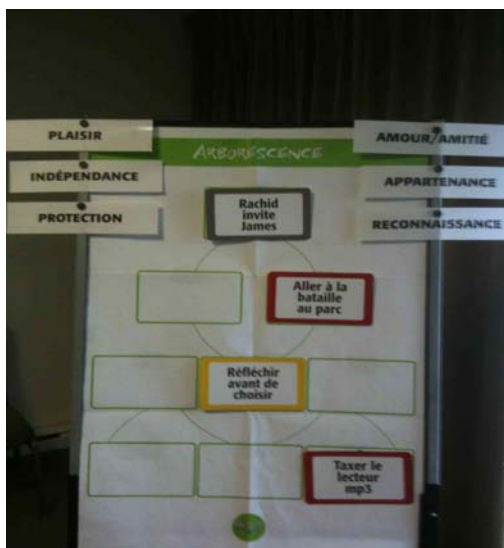 PLAISIR
AMOUR/AMITIÉ
ARBORESCENCE
INDÉPENDANCE
APPARTENANCE
PROTECTION
RECONNAISSANCE
Rachid
invite
James
Aller à la
bataille
au parc
Réfléchir
avant de
choisir
Taxer le
lecteur
mp3